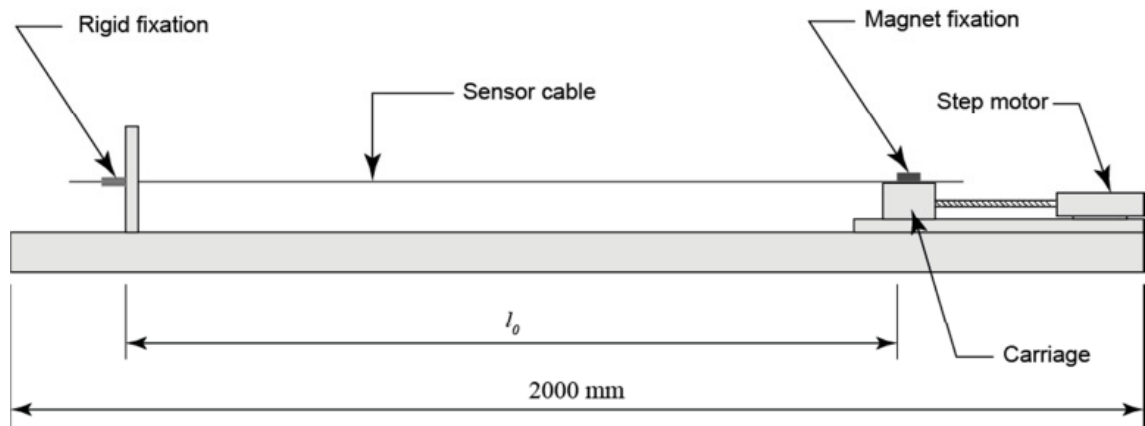 Rigid fixation
Magnet fixation
Sensor cable
Step motor
l0
Carriage
2000 mm